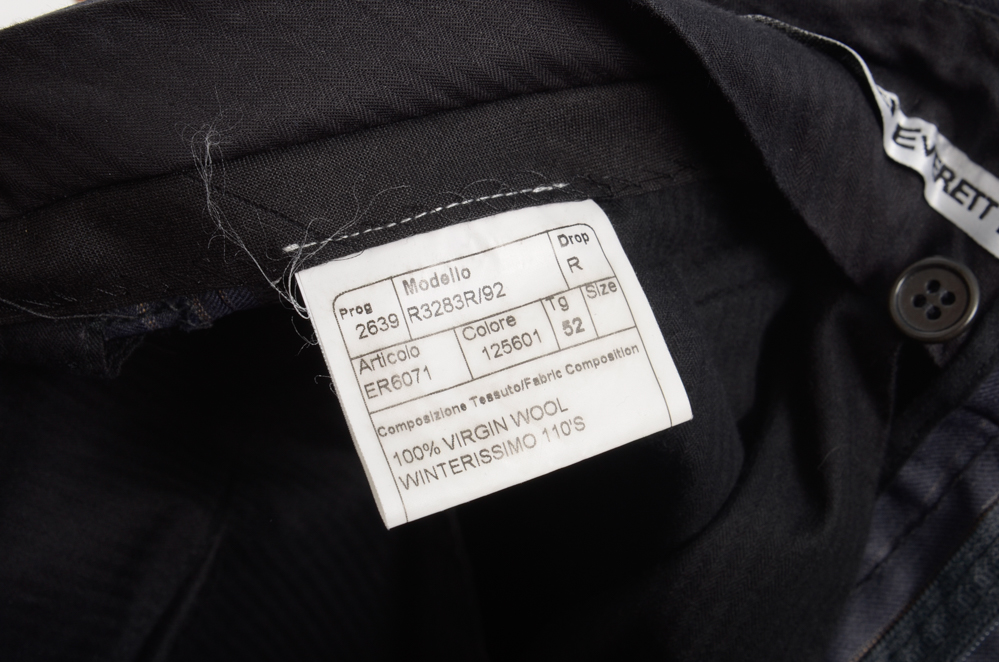 Prog Modello Drop
2639 R3283R/92 R
Articolo Colore Tg Size
ER6071 125601 52
Composizione Tessuto/Fabric Composition
100% VIRGIN WOOL
WINTERISSIMO 110'S
EVERETT